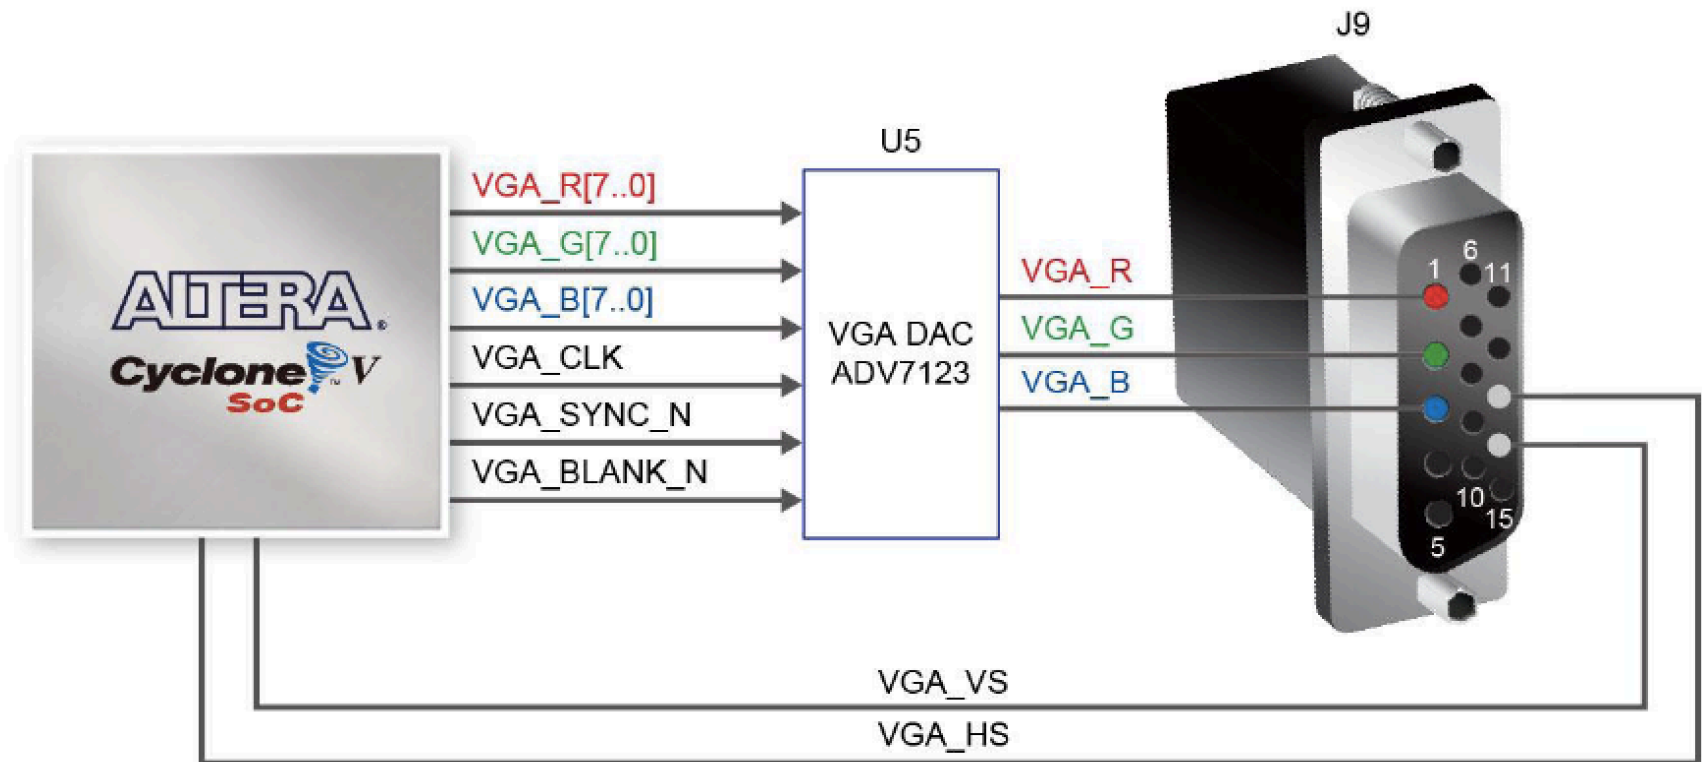 J9
U5
VGA_R[7..0]
VGA_G[7..0]
VGA_B[7..0]
VGA_CLK
VGA_SYNC_N
VGA_BLANK_N
ALTERA®
Cyclone™ V
SoC
VGA DAC
ADV7123
VGA_R
VGA_G
VGA_B
6
1
11
10
15
5
VGA_VS
VGA_HS